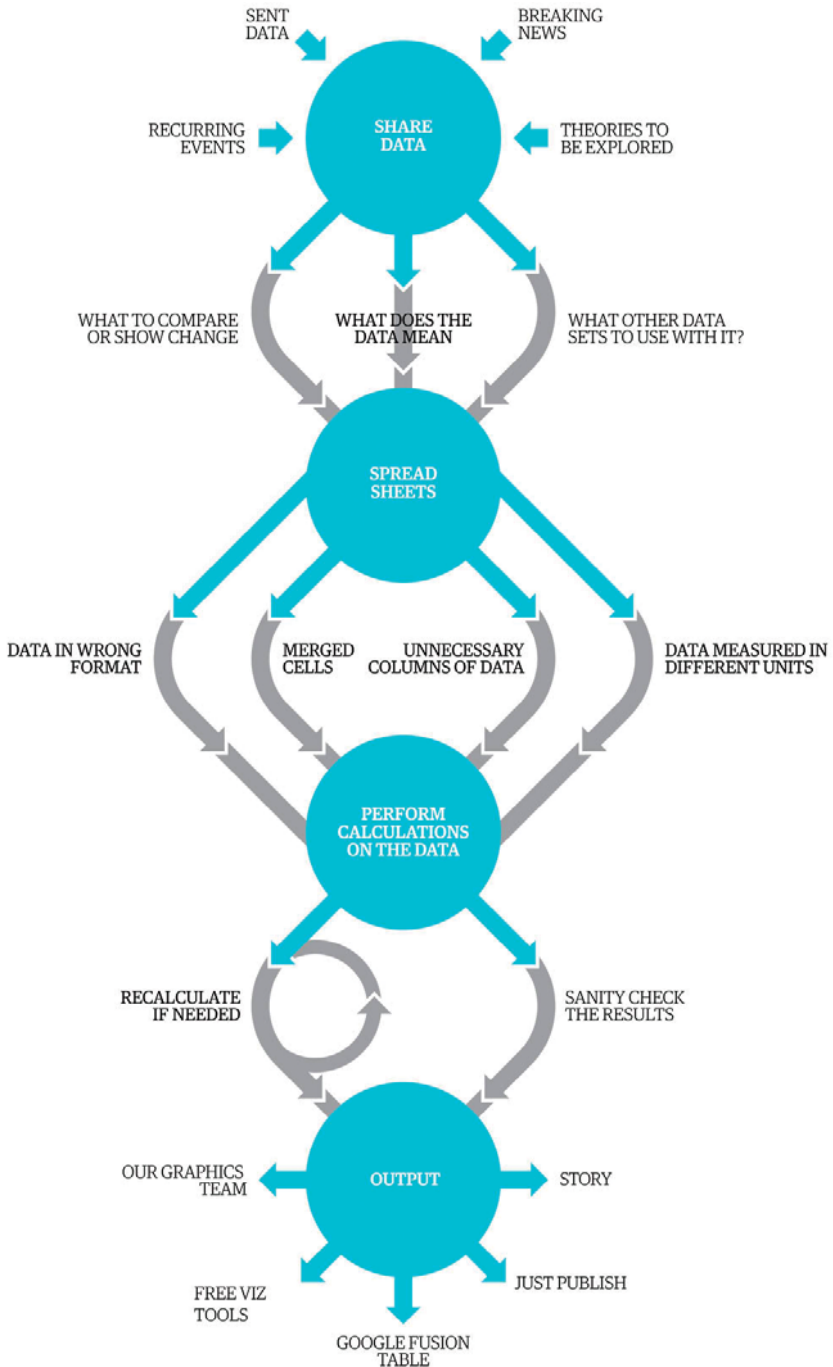 SENT
DATA
BREAKING
NEWS
RECURRING
EVENTS
SHARE
DATA
THEORIES TO
BE EXPLORED
WHAT TO COMPARE
OR SHOW CHANGE
WHAT DOES THE
DATA MEAN
WHAT OTHER DATA
SETS TO USE WITH IT?
SPREAD
SHEETS
DATA IN WRONG
FORMAT
MERGED
CELLS
UNNECESSARY
COLUMNS OF DATA
DATA MEASURED IN
DIFFERENT UNITS
PERFORM
CALCULATIONS
ON THE DATA
RECALCULATE
IF NEEDED
SANITY CHECK
THE RESULTS
OUR GRAPHICS
TEAM
OUTPUT
STORY
FREE VIZ
TOOLS
JUST PUBLISH
GOOGLE FUSION
TABLE